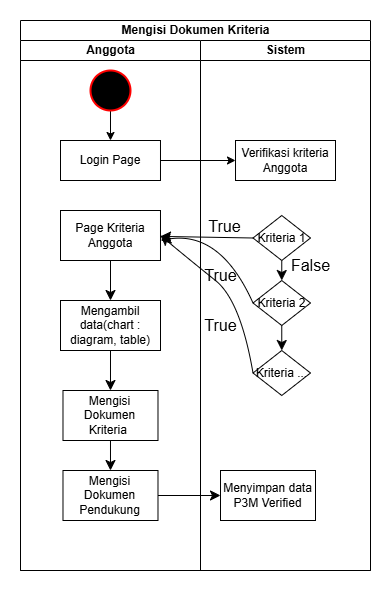 Mengisi Dokumen Kriteria
Anggota
Sistem
Login Page
Verifikasi kriteria
Anggota
Page Kriteria
Anggota
True
Kriteria 1
False
True
Kriteria 2
Mengambil
data(chart :
diagram, table)
True
Kriteria ...
Mengisi
Dokumen
Kriteria
Mengisi
Dokumen
Pendukung
Menyimpan data
P3M Verified